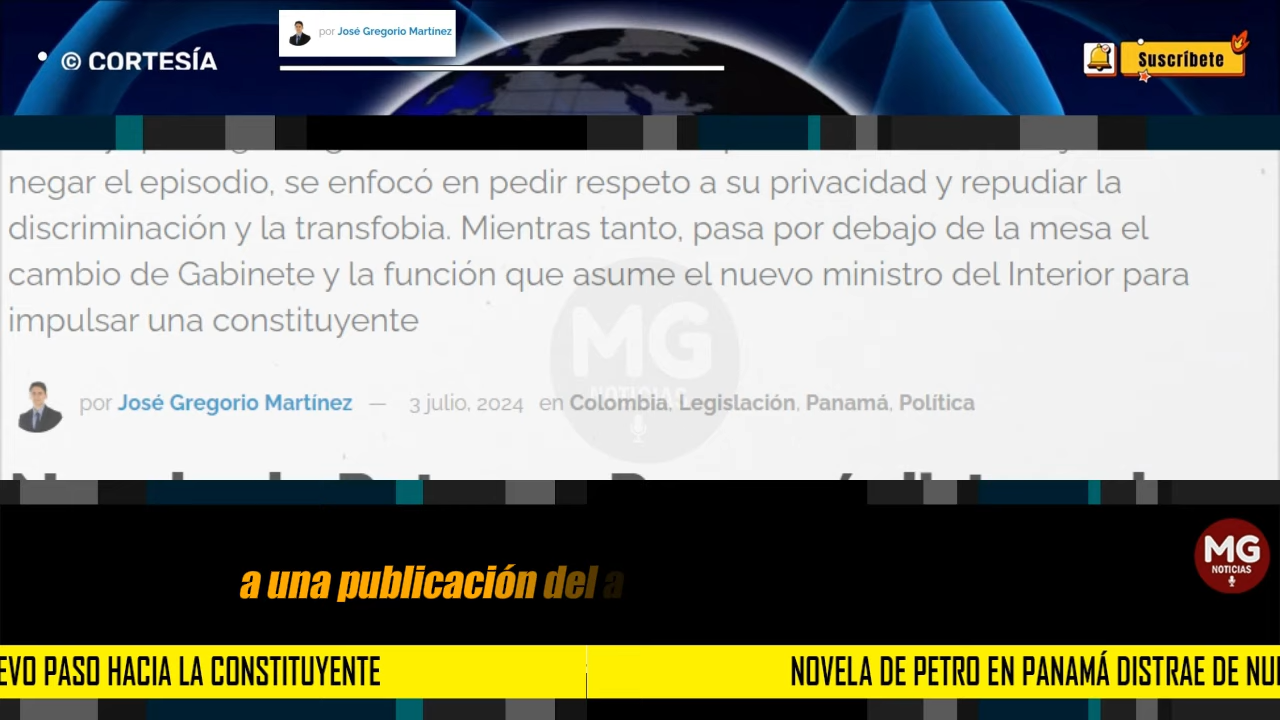 © CORTESÍA
por José Gregorio Martínez
Suscríbete
negar el episodio, se enfocó en pedir respeto a su privacidad y repudiar la
discriminación y la transfobia. Mientras tanto, pasa por debajo de la mesa el
cambio de Gabinete y la función que asume el nuevo ministro del Interior para
impulsar una constituyente
MG
NOTICIAS
por José Gregorio Martínez — 3 julio, 2024 en Colombia, Legislación, Panamá, Política
MG
NOTICIAS
a una publicación del a
EVO PASO HACIA LA CONSTITUYENTE
NOVELA DE PETRO EN PANAMÁ DISTRAE DE NU